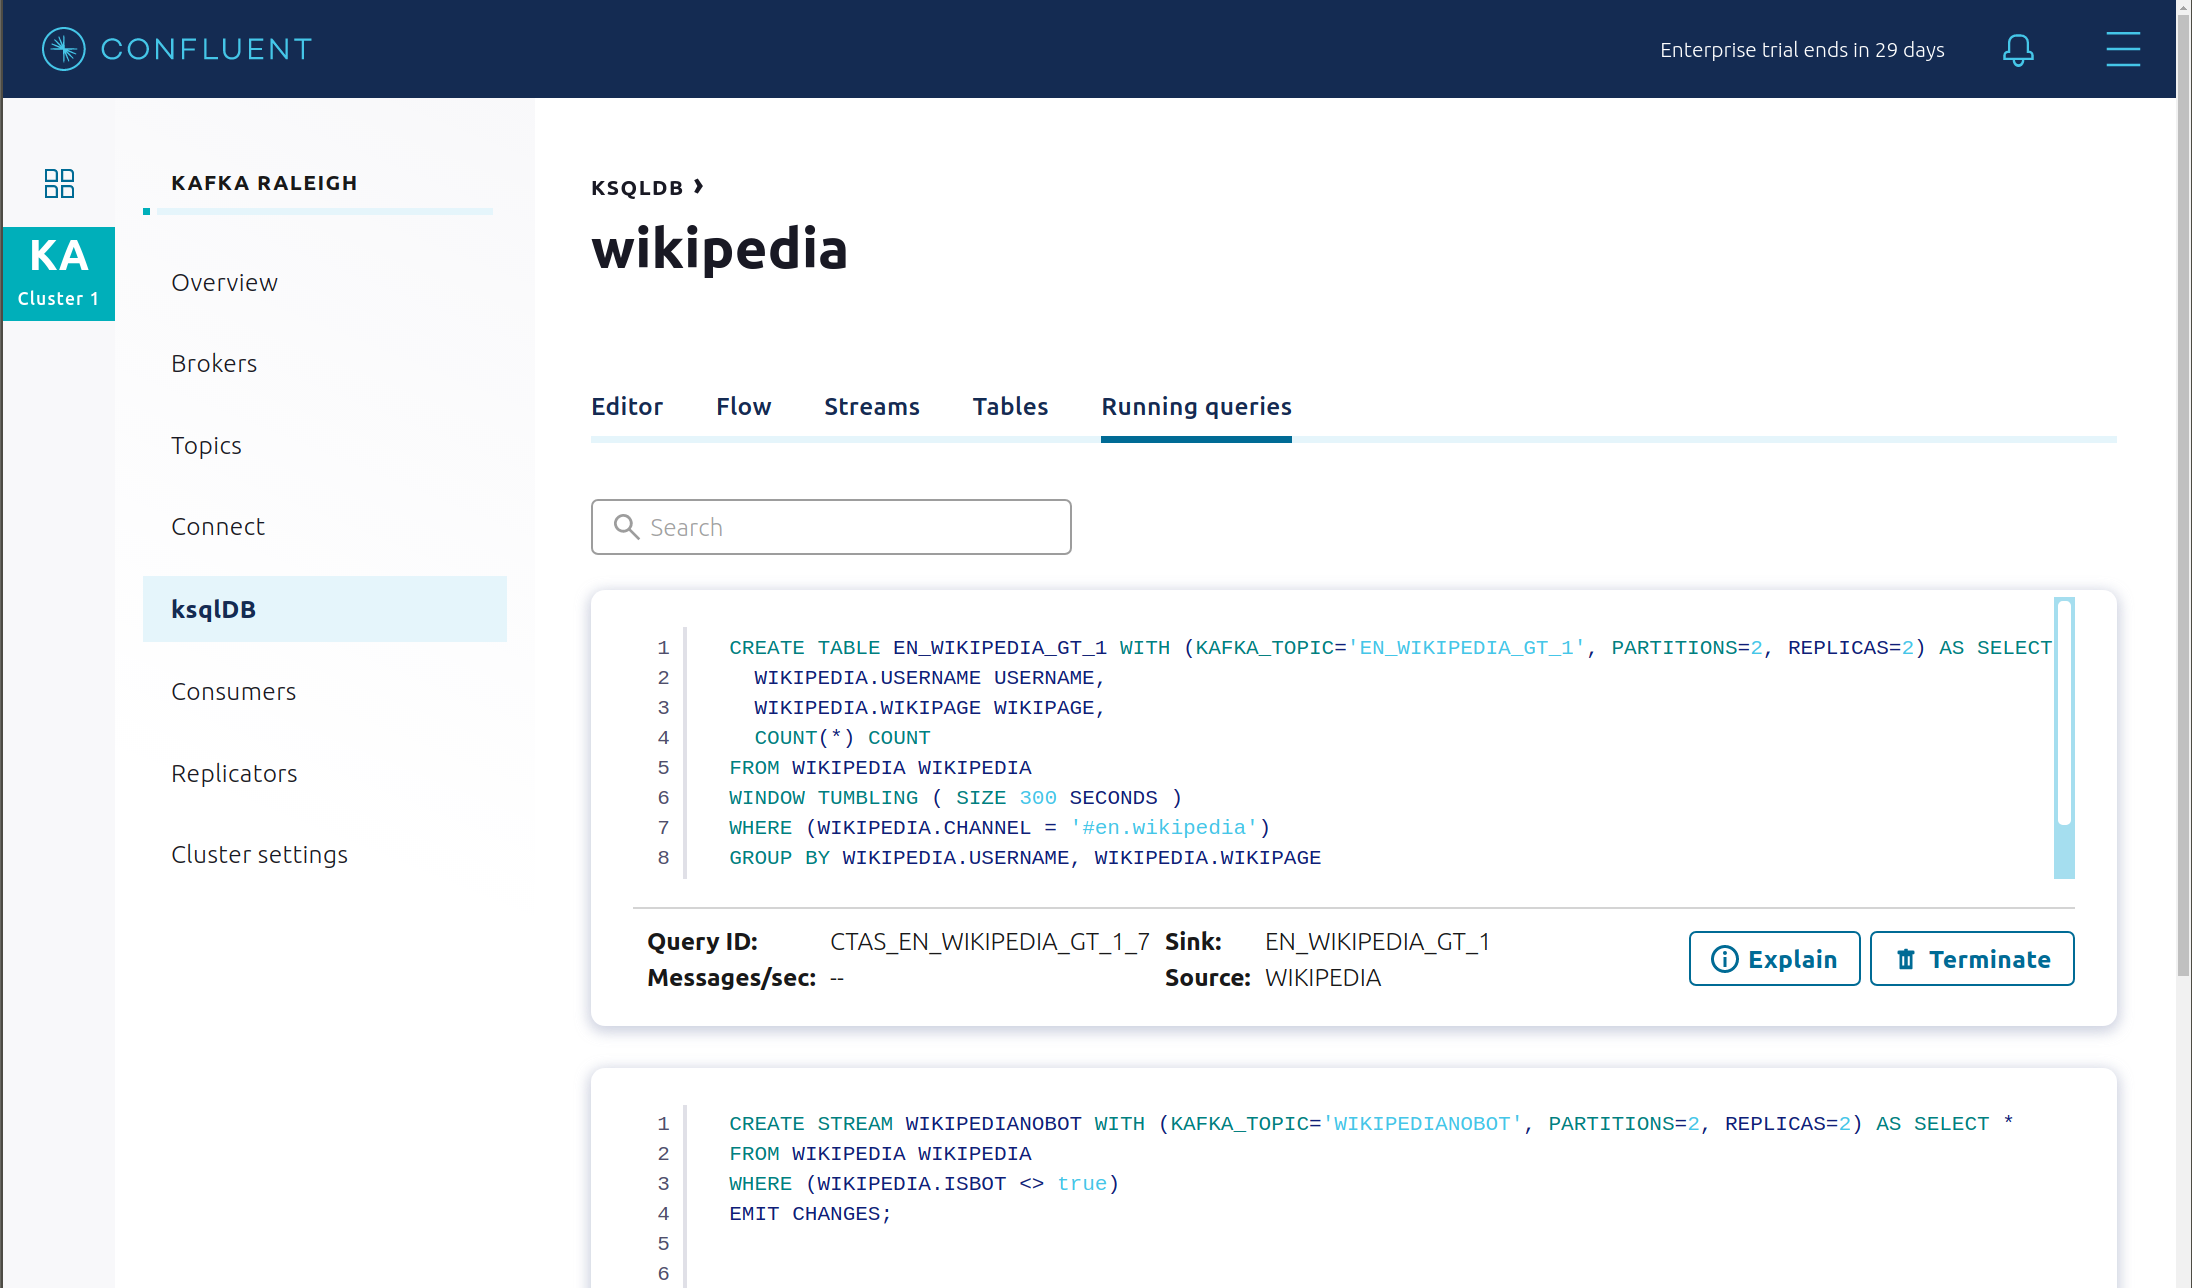 CONFLUENT
Enterprise trial ends in 29 days
KA
Cluster 1
KAFKA RALEIGH
Overview
Brokers
Topics
Connect
ksqlDB
Consumers
Replicators
Cluster settings
KSQLDB ›
wikipedia
Editor Flow Streams Tables Running queries
Search
1 CREATE TABLE EN_WIKIPEDIA_GT_1 WITH (KAFKA_TOPIC='EN_WIKIPEDIA_GT_1', PARTITIONS=2, REPLICAS=2) AS SELECT
2 WIKIPEDIA.USERNAME USERNAME,
3 WIKIPEDIA.WIKIPAGE WIKIPAGE,
4 COUNT(*) COUNT
5 FROM WIKIPEDIA WIKIPEDIA
6 WINDOW TUMBLING ( SIZE 300 SECONDS )
7 WHERE (WIKIPEDIA.CHANNEL = '#en.wikipedia')
8 GROUP BY WIKIPEDIA.USERNAME, WIKIPEDIA.WIKIPAGE
Query ID: CTAS_EN_WIKIPEDIA_GT_1_7 Sink: EN_WIKIPEDIA_GT_1
Messages/sec: -- Source: WIKIPEDIA
Explain Terminate
1 CREATE STREAM WIKIPEDIANOBOT WITH (KAFKA_TOPIC='WIKIPEDIANOBOT', PARTITIONS=2, REPLICAS=2) AS SELECT *
2 FROM WIKIPEDIA WIKIPEDIA
3 WHERE (WIKIPEDIA.ISBOT <> true)
4 EMIT CHANGES;
5
6